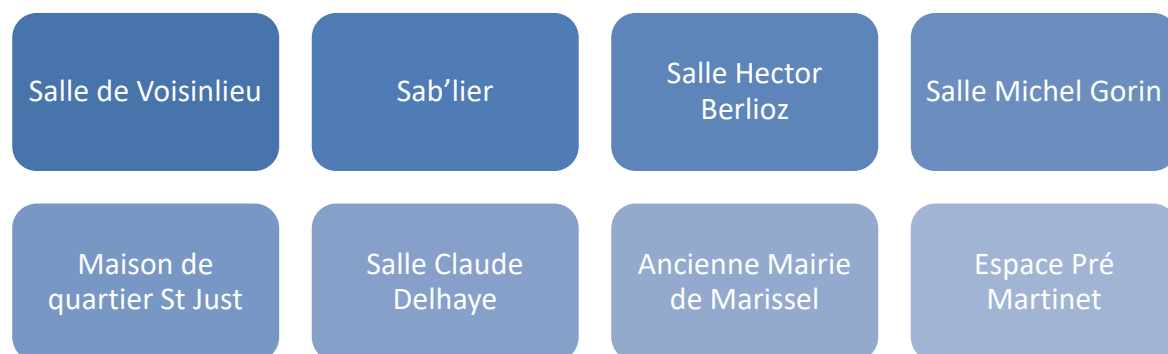 Salle de Voisinlieu
Sab’lier
Salle Hector
Berlioz
Salle Michel Gorin
Maison de
quartier St Just
Salle Claude
Delhaye
Ancienne Mairie
de Marissel
Espace Pré
Martinet